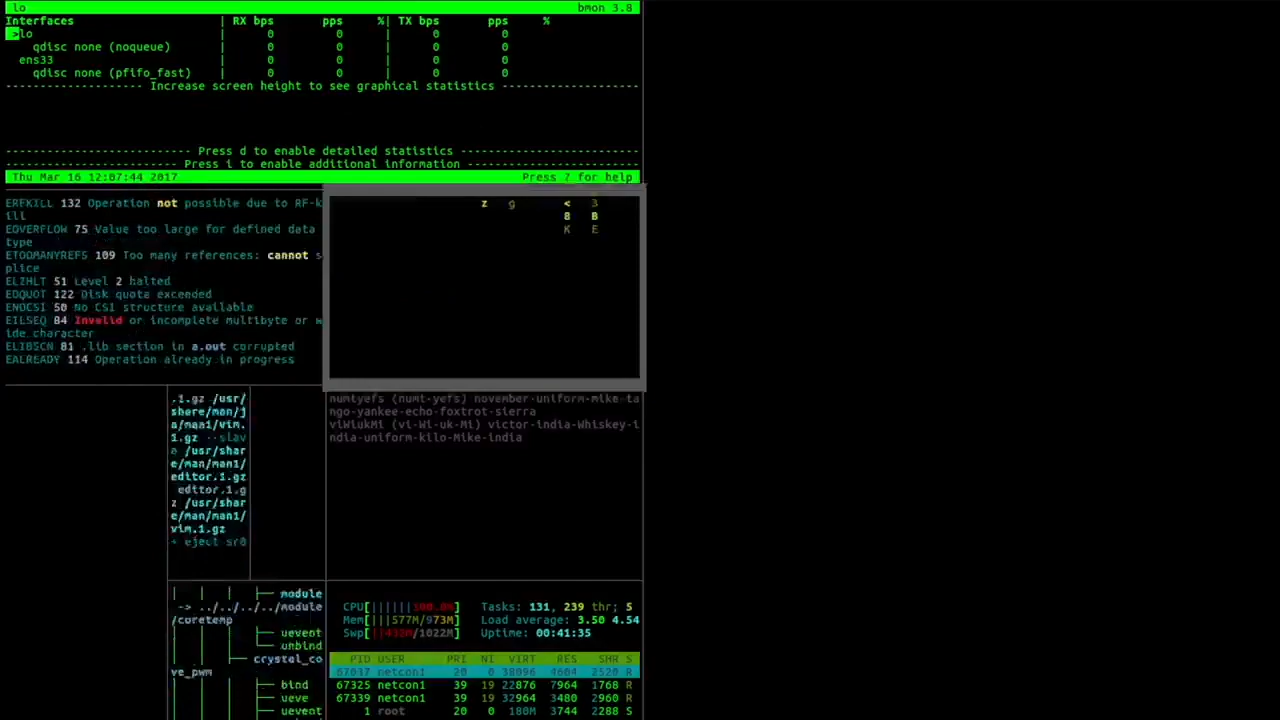 lo bmon 3.8
Interfaces | RX bps pps %| TX bps pps %
>lo | 0 0 | 0 0
qdisc none (noqueue) | 0 0 | 0 0
ens33 | 0 0 | 0 0
qdisc none (pfifo_fast) | 0 0 | 0 0
Increase screen height to see graphical statistics
Press d to enable detailed statistics
Press i to enable additional information
Thu Mar 16 12:07:44 2017 Press ? for help
ERFKILL 132 Operation not possible due to RF-k
ill
EOVERFLOW 75 Value too large for defined data
type
ETOOMANYREFS 109 Too many references: cannot s
plice
EL2HLT 51 Level 2 halted
EDQUOT 122 Disk quota exceeded
ENOCSI 50 No CSI structure available
EILSEQ 84 Invalid or incomplete multibyte or w
ide character
ELIBSCN 81 .lib section in a.out corrupted
EALREADY 114 Operation already in progress
z g < 3
8 B
K E
.1.gz /usr/
share/man/j
a/man1/vim.
1.gz --slav
e /usr/shar
e/man/man1/
editor.1.gz
editor.1.g
z /usr/shar
e/man/man1/
vim.1.gz
+ eject sr0
numtyefs (numt-yefs) november-uniform-mike-ta
ngo-yankee-echo-foxtrot-sierra
viWiukMi (vi-Wi-uk-Mi) victor-india-Whiskey-i
ndia-uniform-kilo-Mike-india
│ │ │ ├── module
-> ../../../../module
/coretemp
│ │ │ ├── uevent
│ │ │ └── unbind
│ │ ├── crystal_co
ve_pwm
│ │ │ ├── bind
│ │ │ ├── ueve
│ │ │ ├── uevent
CPU[||||||100.0%] Tasks: 131, 239 thr; 5
Mem[|||577M/973M] Load average: 3.50 4.54
Swp[||432M/1022M] Uptime: 00:41:35
PID USER PRI NI VIRT RES SHR S
netcon1 20 0 38096 4604 2520 R
67325 netcon1 39 19 22876 7964 1768 R
67339 netcon1 39 19 32964 3480 2960 R
1 root 20 0 180M 3744 2288 S